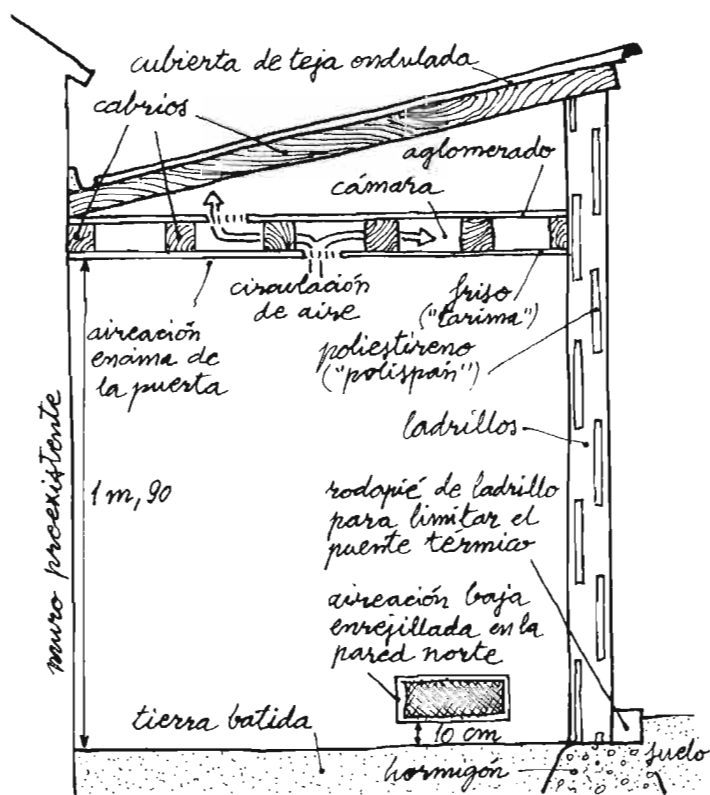 cubierta de teja ondulada
cabrios
aglomerado
cámara
circulación
de aire
friso
("tarima")
aireación
encima de
la puerta
poliestireno
("polispán")
ladrillos
muro proexistente
1 m, 90
rodapié de ladrillo
para limitar el
puente térmico
aireación baja
enrejillada en la
pared norte
tierra batida
10 cm
hormigón
suelo